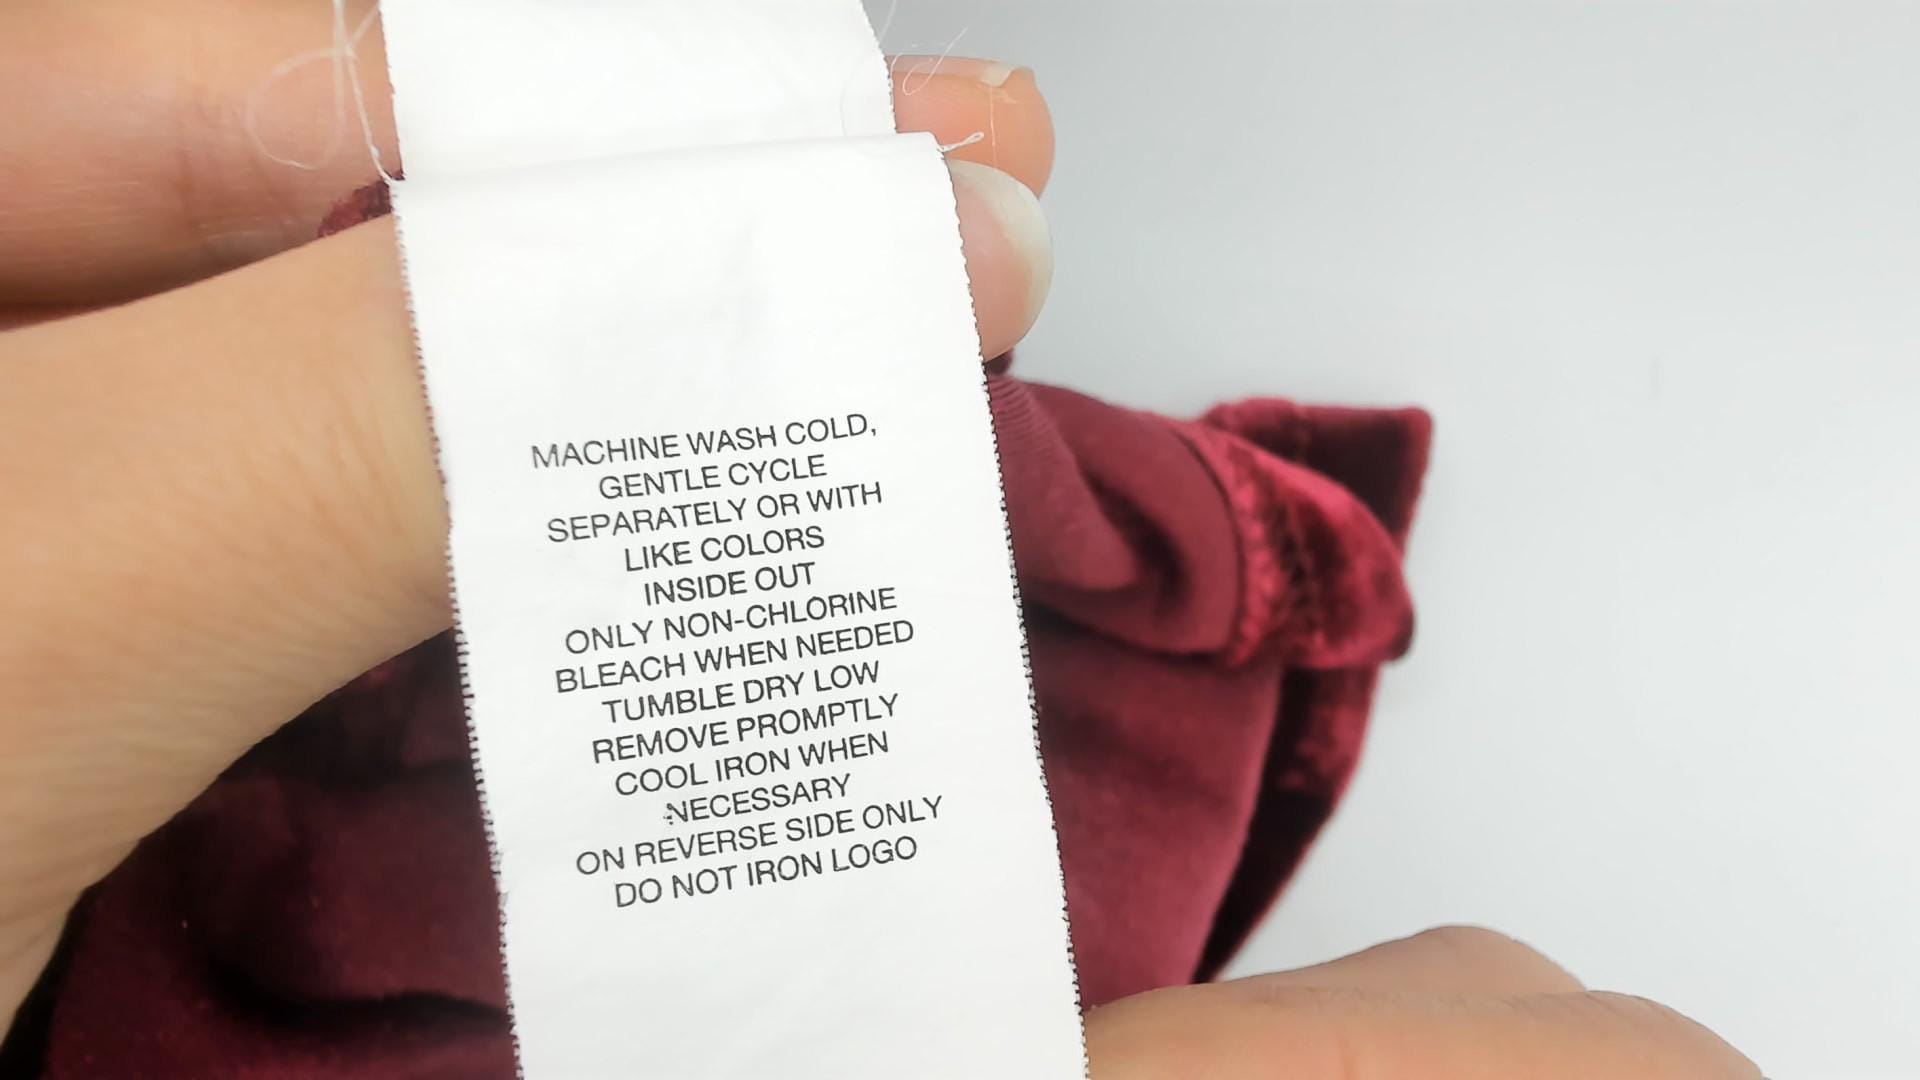 MACHINE WASH COLD,
GENTLE CYCLE
SEPARATELY OR WITH
LIKE COLORS
INSIDE OUT
ONLY NON-CHLORINE
BLEACH WHEN NEEDED
TUMBLE DRY LOW
REMOVE PROMPTLY
COOL IRON WHEN
NECESSARY
ON REVERSE SIDE ONLY
DO NOT IRON LOGO